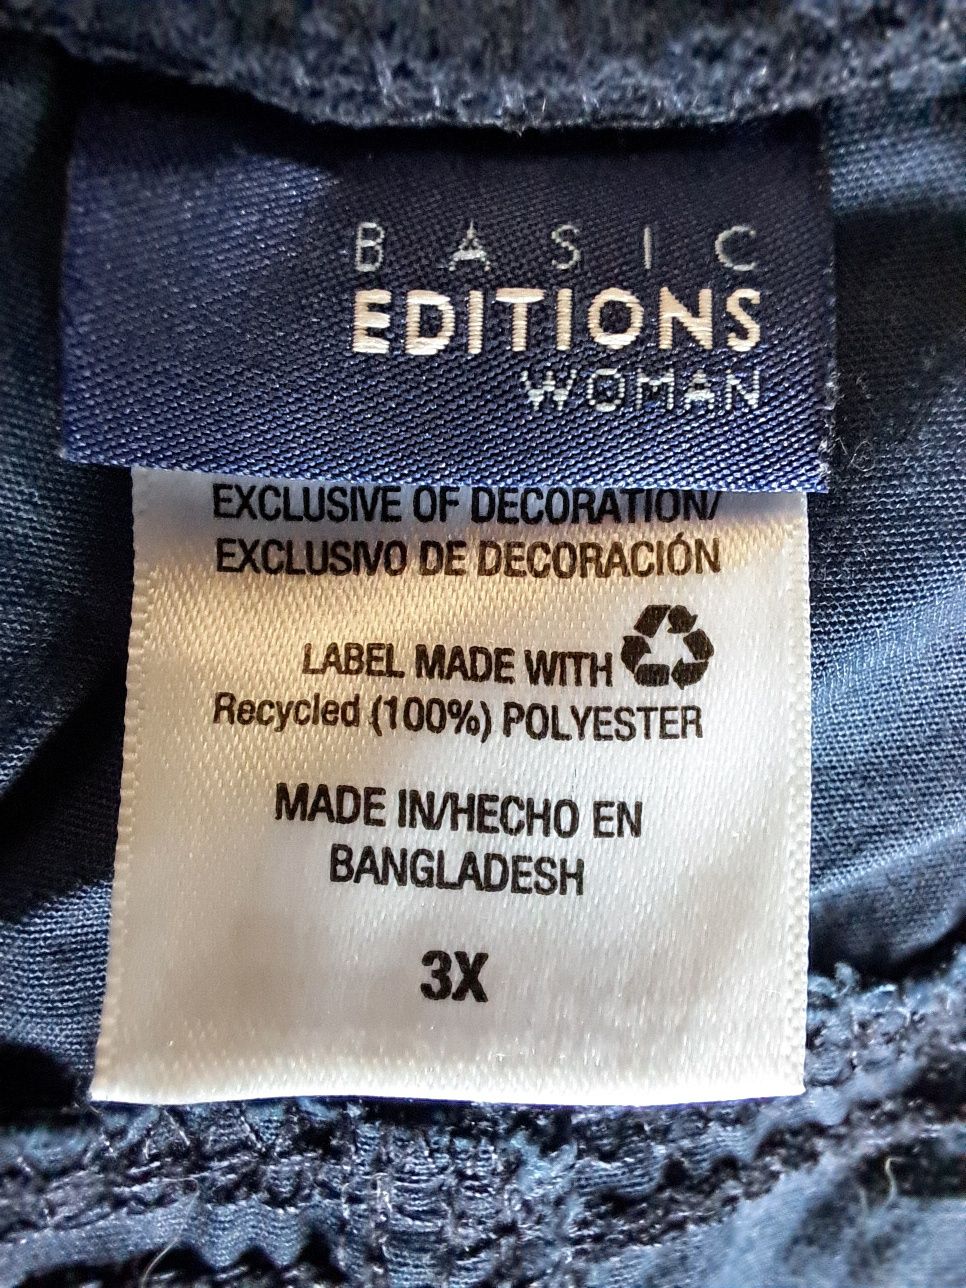 BASIC
EDITIONS
WOMAN
EXCLUSIVE OF DECORATION/
EXCLUSIVO DE DECORACIÓN
LABEL MADE WITH
Recycled (100%) POLYESTER
MADE IN/HECHO EN
BANGLADESH
3X